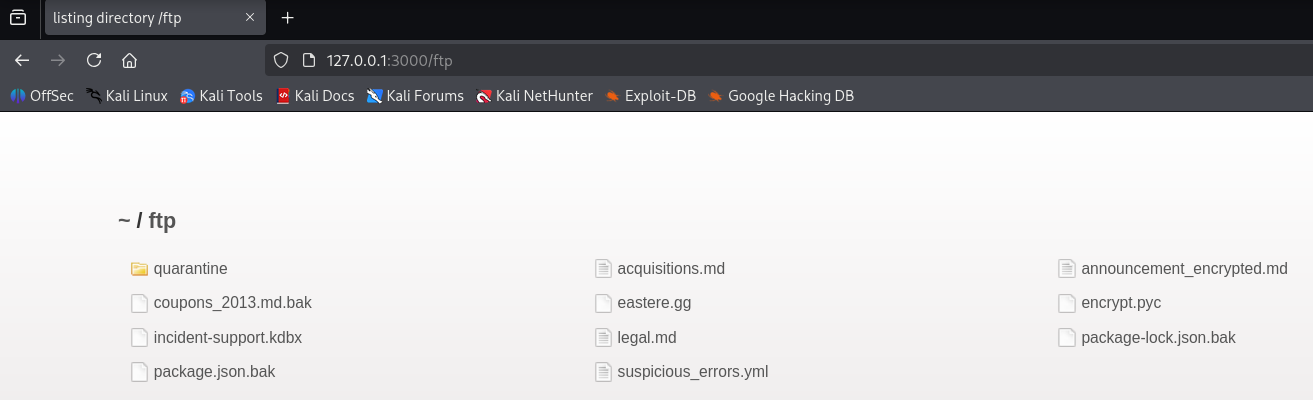 listing directory /ftp
127.0.0.1:3000/ftp
OffSec Kali Linux Kali Tools Kali Docs Kali Forums Kali NetHunter Exploit-DB Google Hacking DB
~ / ftp
quarantine acquisitions.md announcement_encrypted.md
coupons_2013.md.bak eastere.gg encrypt.pyc
incident-support.kdbx legal.md package-lock.json.bak
package.json.bak suspicious_errors.yml